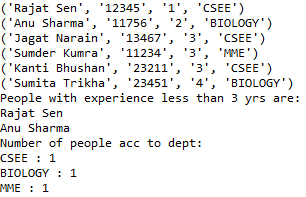 ('Rajat Sen', '12345', '1', 'CSEE')
('Anu Sharma', '11756', '2', 'BIOLOGY')
('Jagat Narain', '13467', '3', 'CSEE')
('Sumder Kumra', '11234', '3', 'MME')
('Kanti Bhushan', '23211', '3', 'CSEE')
('Sumita Trikha', '23451', '4', 'BIOLOGY')
People with experience less than 3 yrs are:
Rajat Sen
Anu Sharma
Number of people acc to dept:
CSEE : 1
BIOLOGY : 1
MME : 1